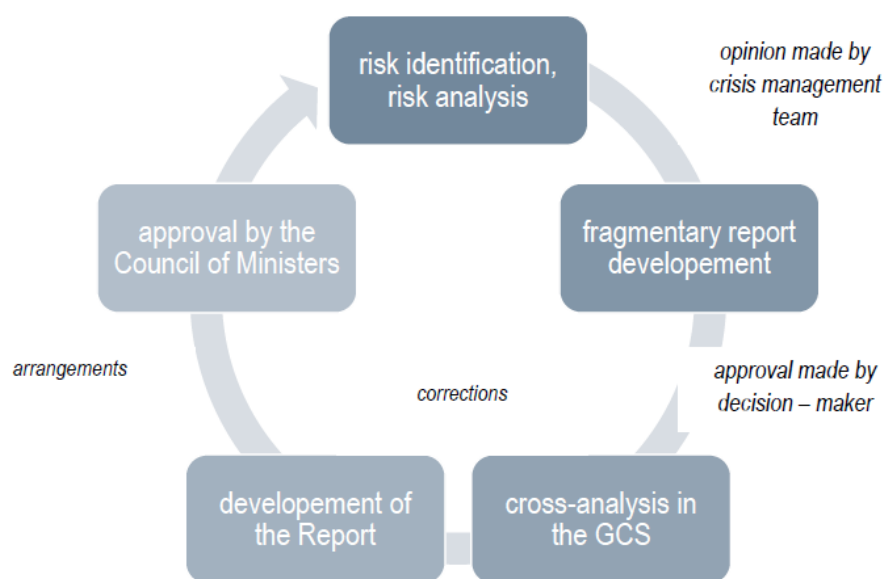 risk identification,
risk analysis
opinion made by
crisis management
team
fragmentary report
developement
approval made by
decision – maker
cross-analysis in
the GCS
corrections
developement of
the Report
arrangements
approval by the
Council of Ministers